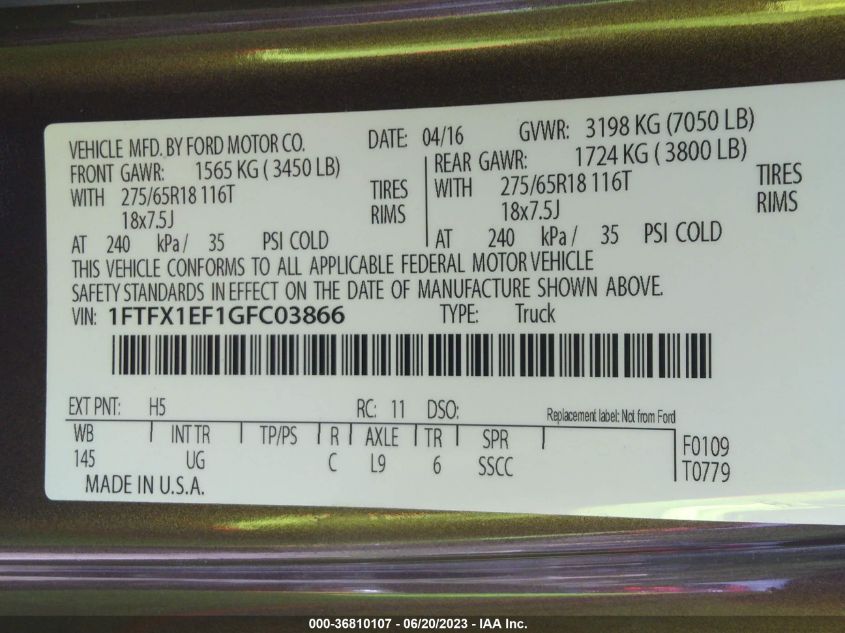 VEHICLE MFD. BY FORD MOTOR CO. DATE: 04/16 GVWR: 3198 KG (7050 LB)
FRONT GAWR: 1565 KG ( 3450 LB) REAR GAWR: 1724 KG ( 3800 LB)
WITH 275/65R18 116T TIRES WITH 275/65R18 116T TIRES
18x7.5J RIMS 18x7.5J RIMS
AT 240 kPa / 35 PSI COLD AT 240 kPa / 35 PSI COLD
THIS VEHICLE CONFORMS TO ALL APPLICABLE FEDERAL MOTOR VEHICLE
SAFETY STANDARDS IN EFFECT ON THE DATE OF MANUFACTURE SHOWN ABOVE.
VIN: 1FTFX1EF1GFC03866 TYPE: Truck
EXT PNT: H5 RC: 11 DSO: Replacement label: Not from Ford
WB INT TR TP/PS R AXLE TR SPR F0109
145 UG C L9 6 SSCC T0779
MADE IN U.S.A.
000-36810107 - 06/20/2023 - IAA Inc.